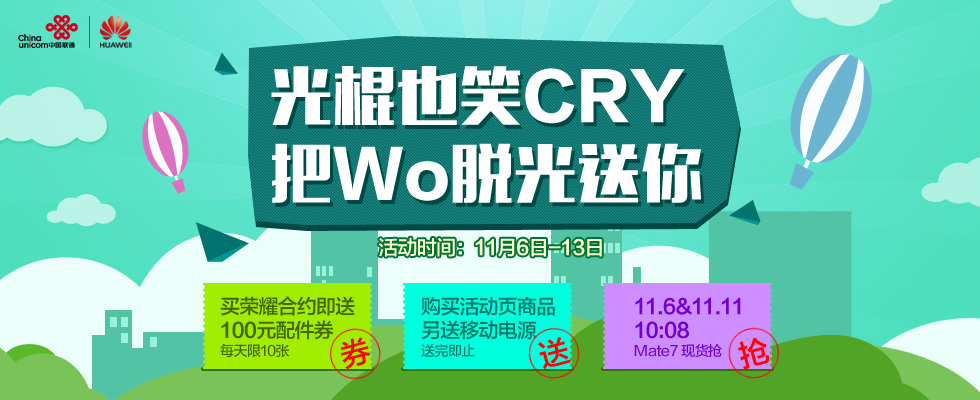 China
unicom中国联通
HUAWEI
光棍也笑CRY
把Wo脱光送你
活动时间：11月6日-13日
买荣耀合约即送
100元配件券
每天限10张
券
购买活动页商品
另送移动电源
送完即止
送
11.6&11.11
10:08
Mate7 现货抢
抢